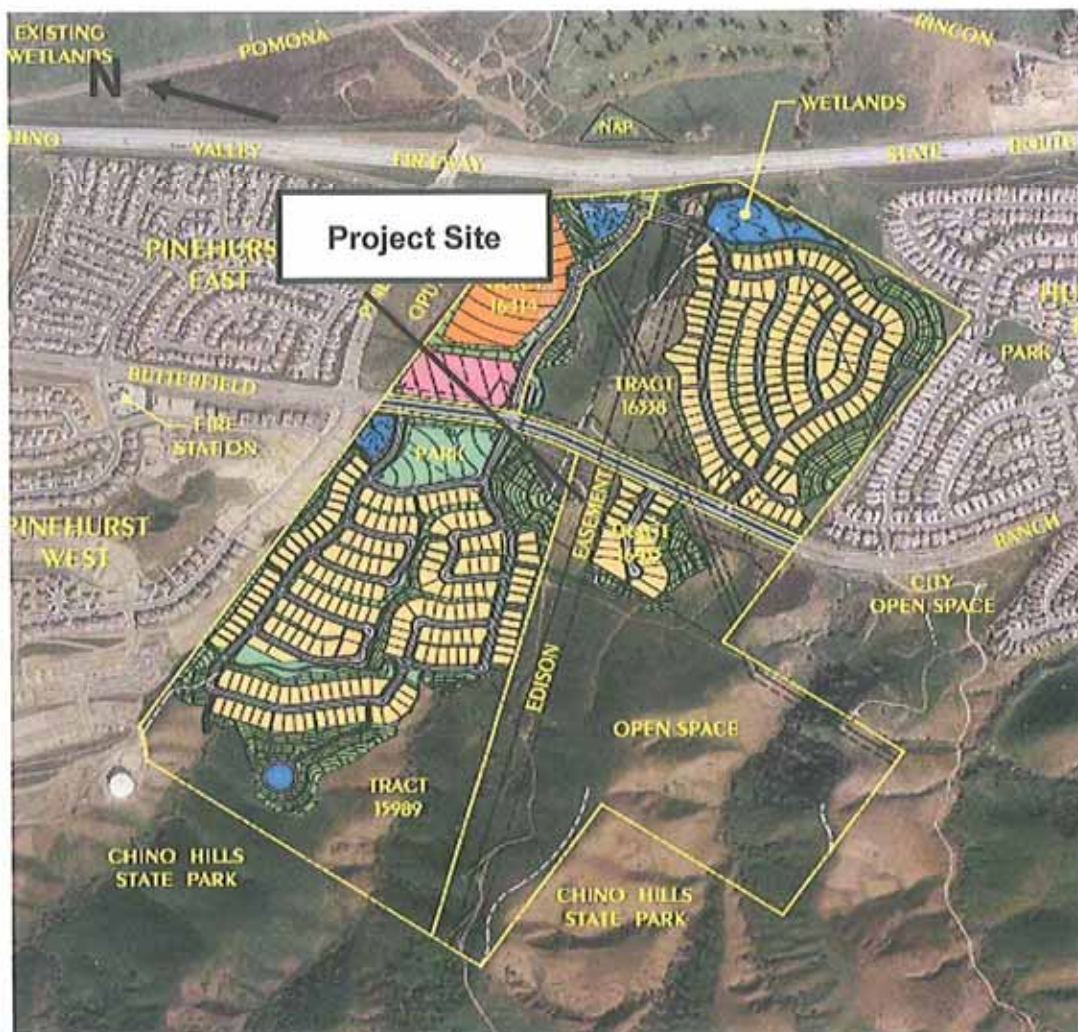 EXISTING
WETLANDS
POMONA
RINCON
N
WETLANDS
NAP
VALLEY
FREEWAY
STATE
ROUTE
Project Site
PINEHURST
EAST
BUTTERFIELD
PARK
FIRE
STATION
TRACT
16338
PARK
PINEHURST
WEST
EASEMENT
RANCH
CITY
OPEN SPACE
EDISON
OPEN SPACE
TRACT
15989
CHINO HILLS
STATE PARK
CHINO HILLS
STATE PARK